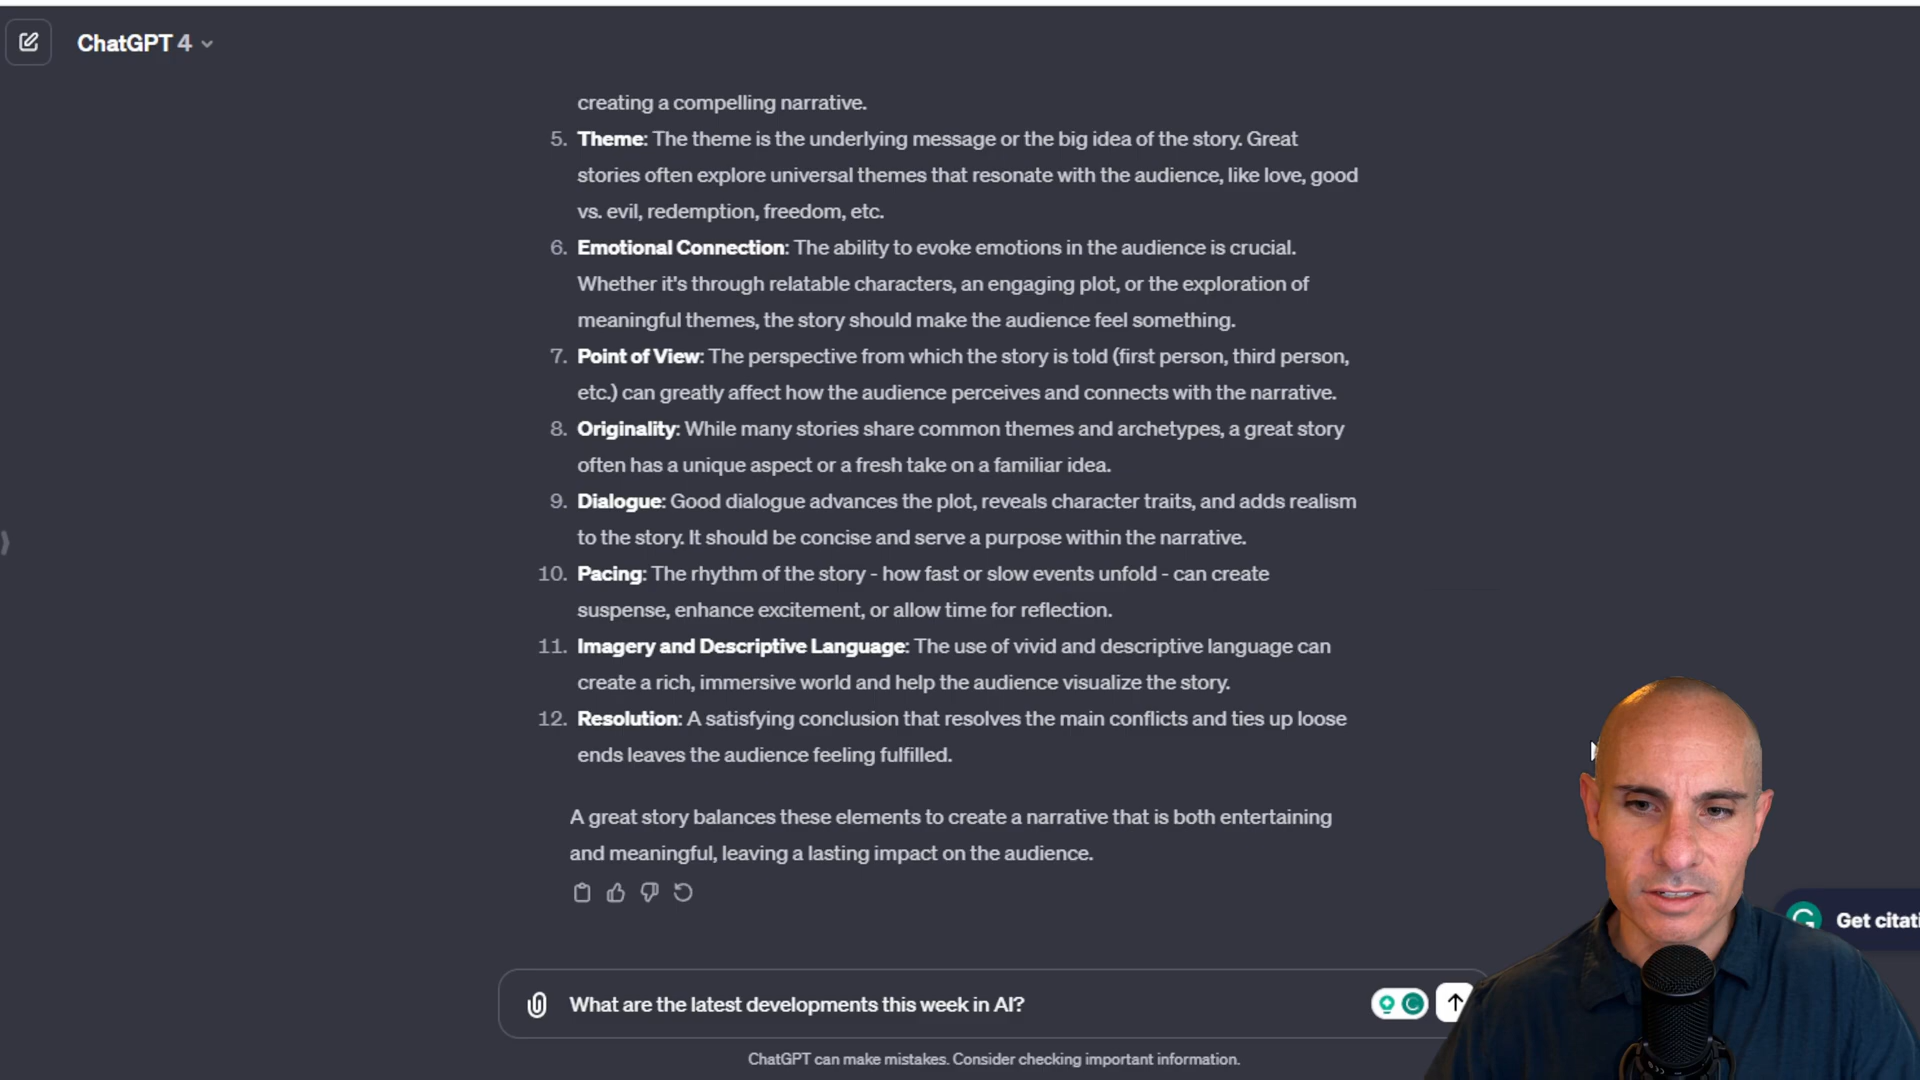 ChatGPT 4
creating a compelling narrative.
5. Theme: The theme is the underlying message or the big idea of the story. Great
stories often explore universal themes that resonate with the audience, like love, good
vs. evil, redemption, freedom, etc.
6. Emotional Connection: The ability to evoke emotions in the audience is crucial.
Whether it's through relatable characters, an engaging plot, or the exploration of
meaningful themes, the story should make the audience feel something.
7. Point of View: The perspective from which the story is told (first person, third person,
etc.) can greatly affect how the audience perceives and connects with the narrative.
8. Originality: While many stories share common themes and archetypes, a great story
often has a unique aspect or a fresh take on a familiar idea.
9. Dialogue: Good dialogue advances the plot, reveals character traits, and adds realism
to the story. It should be concise and serve a purpose within the narrative.
10. Pacing: The rhythm of the story - how fast or slow events unfold - can create
suspense, enhance excitement, or allow time for reflection.
11. Imagery and Descriptive Language: The use of vivid and descriptive language can
create a rich, immersive world and help the audience visualize the story.
12. Resolution: A satisfying conclusion that resolves the main conflicts and ties up loose
ends leaves the audience feeling fulfilled.
A great story balances these elements to create a narrative that is both entertaining
and meaningful, leaving a lasting impact on the audience.
Get citati
What are the latest developments this week in AI?
ChatGPT can make mistakes. Consider checking important information.